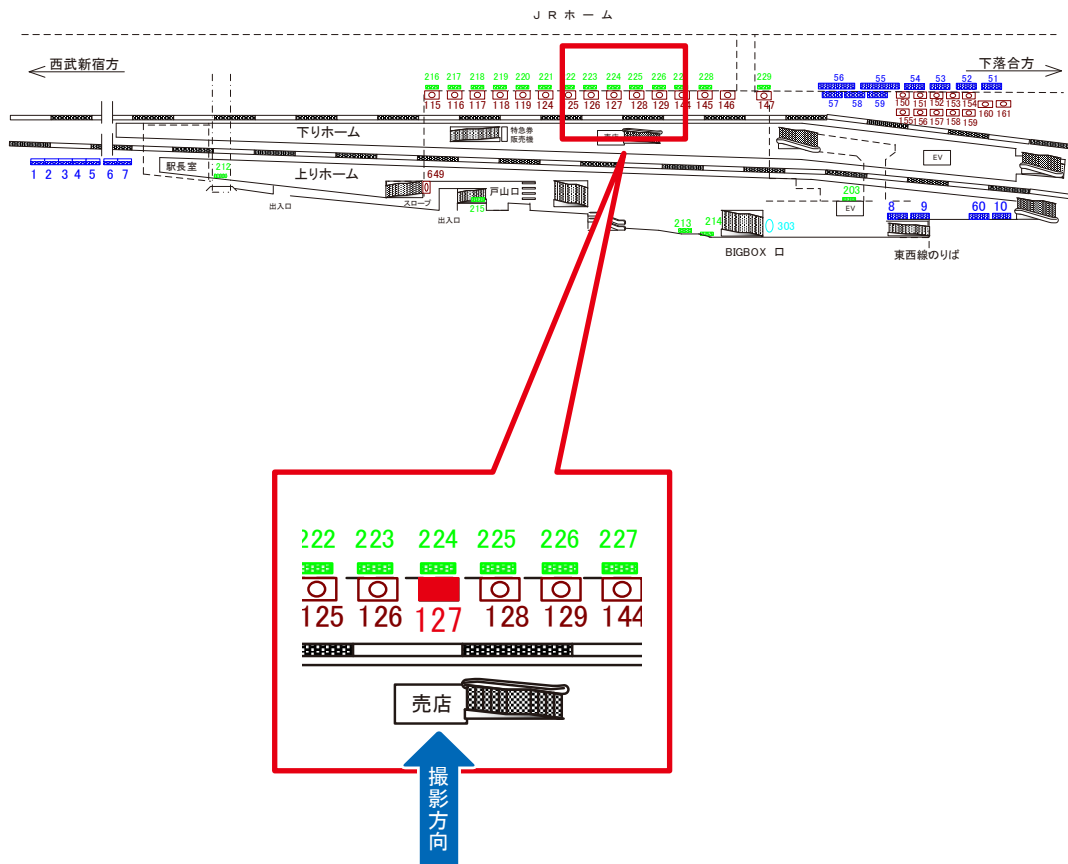 JRホーム
西武新宿方
下落合方
216 217 218 219 220 221 222 223 224 225 226 227 228 229
115 116 117 118 119 124 125 126 127 128 129 144 145 146 147
56 55 54 53 52 51
57 58 59
150 151 152 153 154
160 161
155 156 157 158 159
下りホーム
特急券
販売機
売店
EV
1 2 3 4 5 6 7
駅長室
212
上りホーム
649
スロープ
戸山口
215
出入口
出入口
203
EV
213 214
303
8 9 60 10
BIGBOX 口
東西線のりば
222 223 224 225 226 227
125 126 127 128 129 144
売店
撮影方向